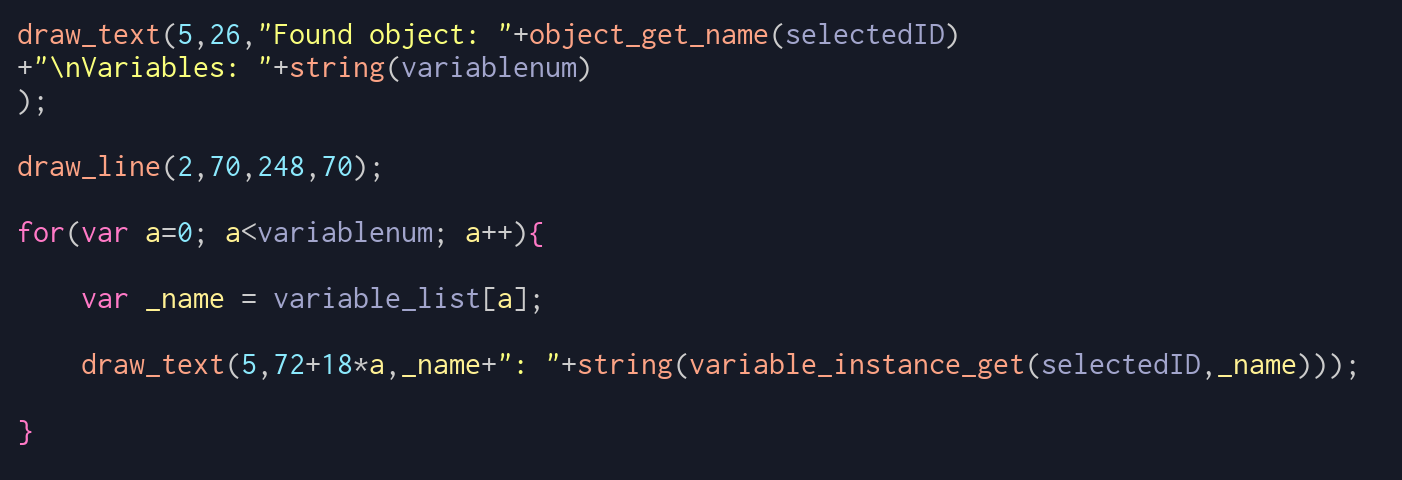 draw_text(5,26,"Found object: "+object_get_name(selectedID)
+"\nVariables: "+string(variablenum)
);
draw_line(2,70,248,70);
for(var a=0; a<variablenum; a++){
var _name = variable_list[a];
draw_text(5,72+18*a,_name+": "+string(variable_instance_get(selectedID,_name)));
}